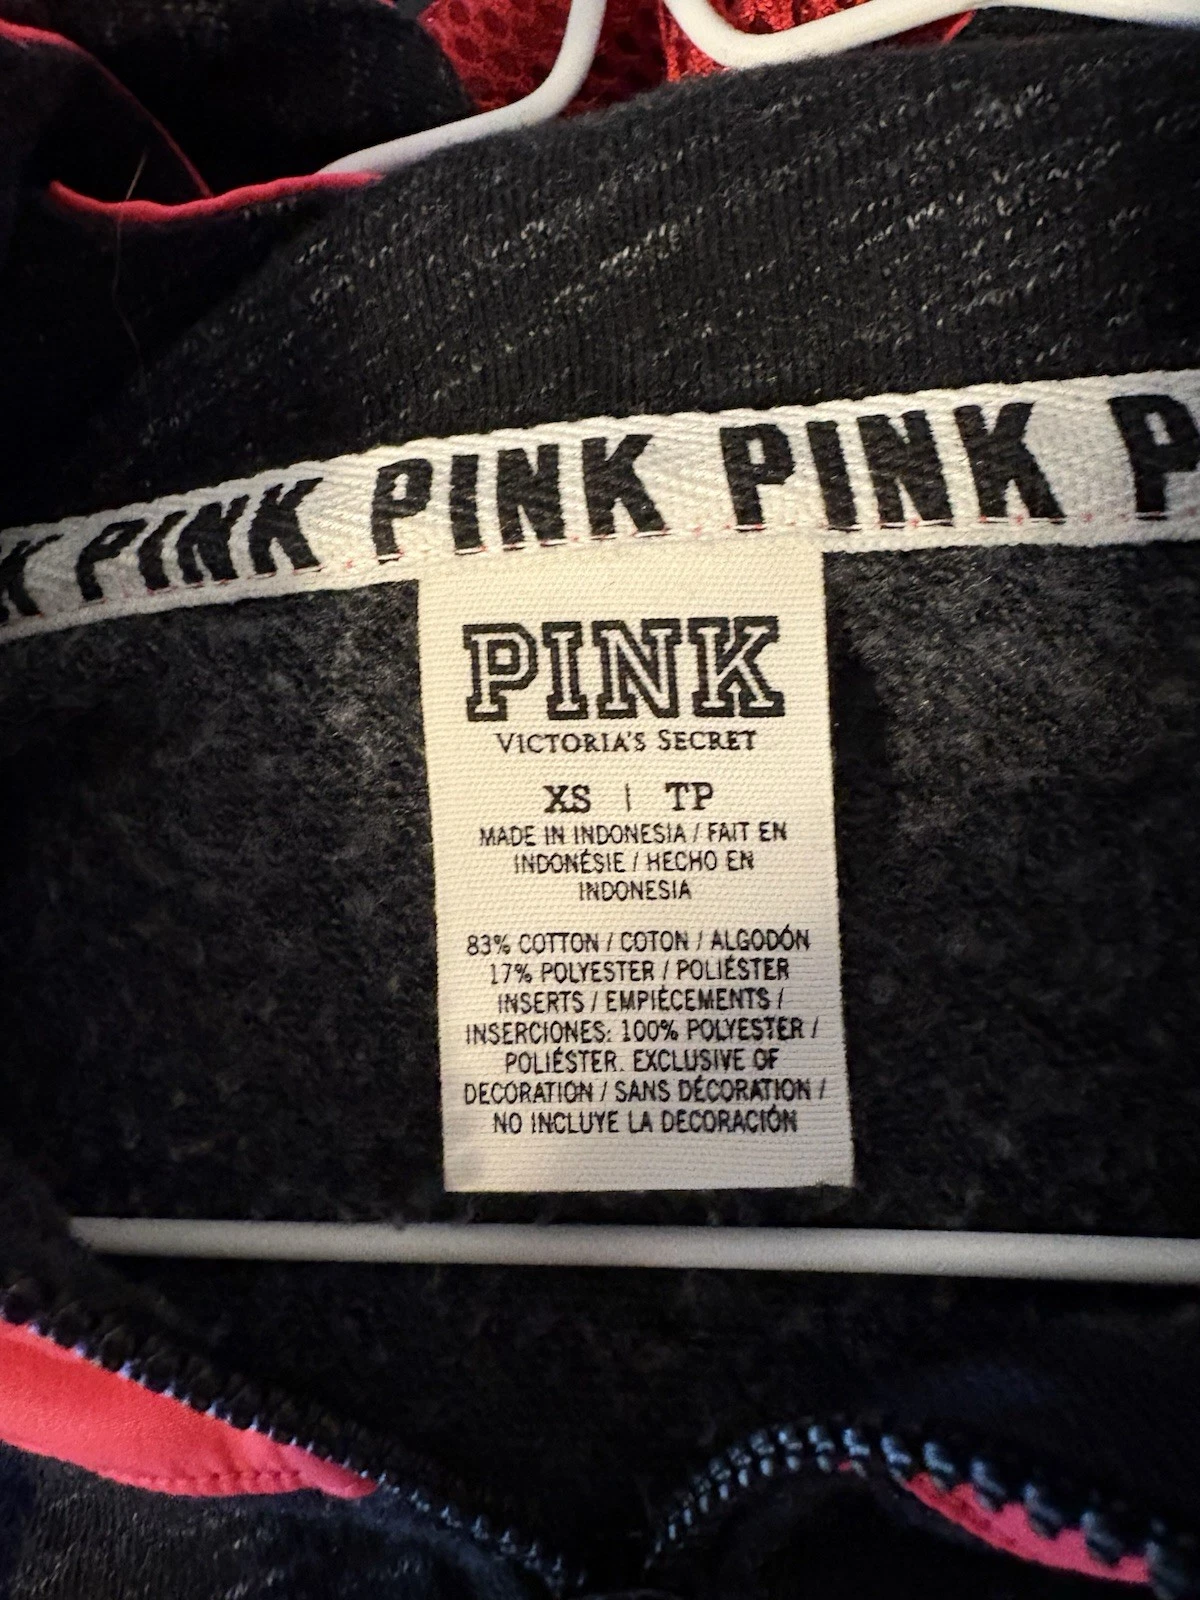 K PINK PINK PINK P
PINK
VICTORIA'S SECRET
XS | TP
MADE IN INDONESIA / FAIT EN
INDONÉSIE / HECHO EN
INDONESIA
83% COTTON / COTON / ALGODÓN
17% POLYESTER / POLIÉSTER
INSERTS / EMPIÈCEMENTS /
INSERCIONES: 100% POLYESTER /
POLIÉSTER. EXCLUSIVE OF
DECORATION / SANS DÉCORATION /
NO INCLUYE LA DECORACIÓN